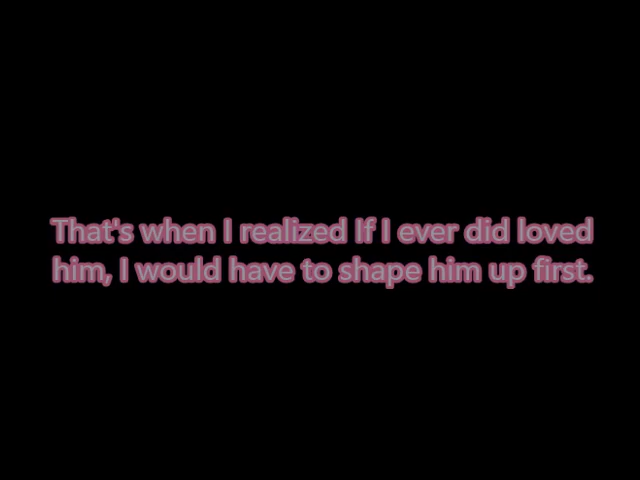 That's when I realized If I ever did loved
him, I would have to shape him up first.